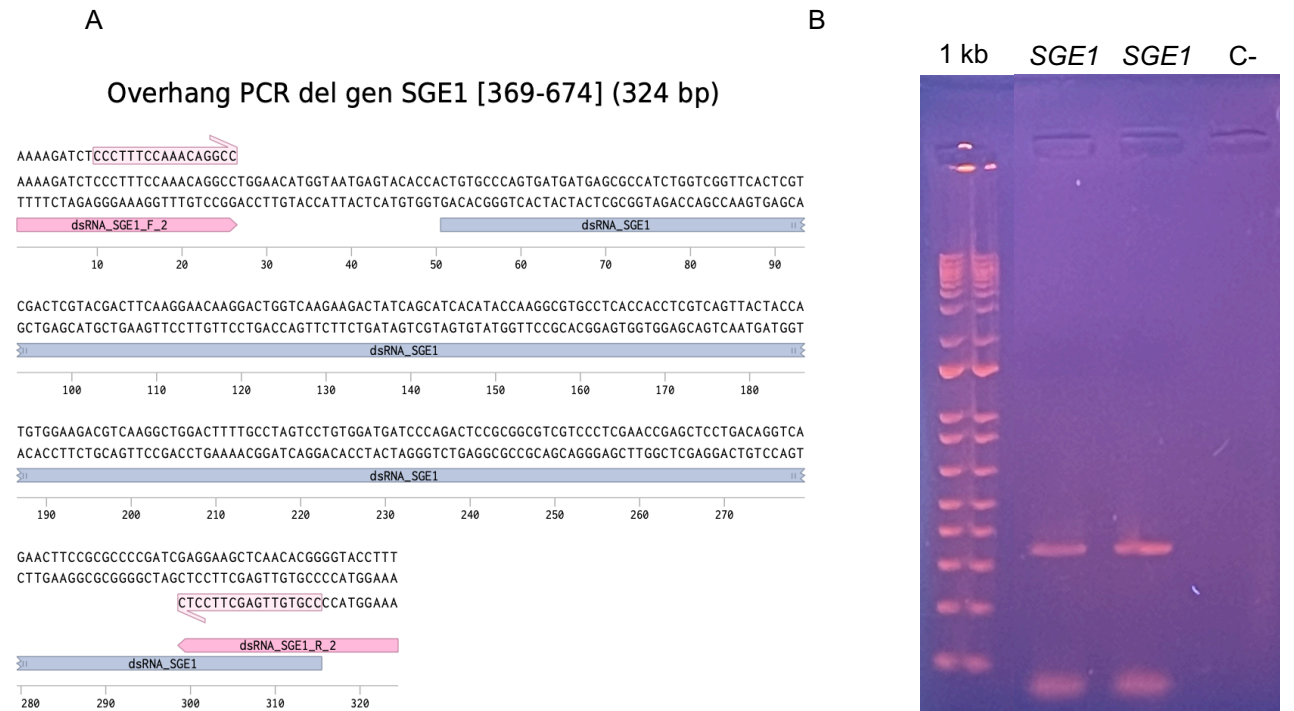 A
B
Overhang PCR del gen SGE1 [369-674] (324 bp)
AAAAGATCTCCCTTTCCAAACAGGCC
AAAAGATCTCCCTTTCCAAACAGGCCTGGAACATGGTAATGAGTACACCACTGTGCCCAGTGATGATGAGCGCCATCTGGTCGGTTCACTCGT
TTTTCTAGAGGGAAAGGTTTGTCCGGACCTTGTACCATTACTCATGTGGTGACACGGGTCACTACTACTCGCGGTAGACCAGCCAAGTGAGCA
dsRNA_SGE1_F_2 dsRNA_SGE1
10 20 30 40 50 60 70 80 90
CGACTCGTACGACTTCAAGGAACAAGGACTGGTCAAGAAGACTATCAGCATCACATACCAAGGCGTGCCTCACCACCTCGTCAGTTACTACCA
GCTGAGCATGCTGAAGTTCCTTGTTCCTGACCAGTTCTTCTGATAGTCGTAGTGTATGGTTCCGCACGGAGTGGTGGAGCAGTCAATGATGGT
dsRNA_SGE1
100 110 120 130 140 150 160 170 180
TGTGGAAGACGTCAAGGCTGGACTTTTGCCTAGTCCTGTGGATGATCCCAGACTCCGCGGCGTCGTCCCTCGAACCGAGCTCCTGACAGGTCA
ACACCTTCTGCAGTTCCGACCTGAAAACGGATCAGGACACCTACTAGGGTCTGAGGCGCCGCAGCAGGGAGCTTGGCTCGAGGACTGTCCAGT
dsRNA_SGE1
190 200 210 220 230 240 250 260 270
GAACTTCCGCGCCCCGATCGAGGAAGCTCAACACGGGGTACCTTT
CTTGAAGGCGCGGGGCTAGCTCCTTCGAGTTGTGCCCCATGGAAA
CTCCTTCGAGTTGTGCCCCATGGAAA
dsRNA_SGE1_R_2
dsRNA_SGE1
280 290 300 310 320
1 kb SGE1 SGE1 C-